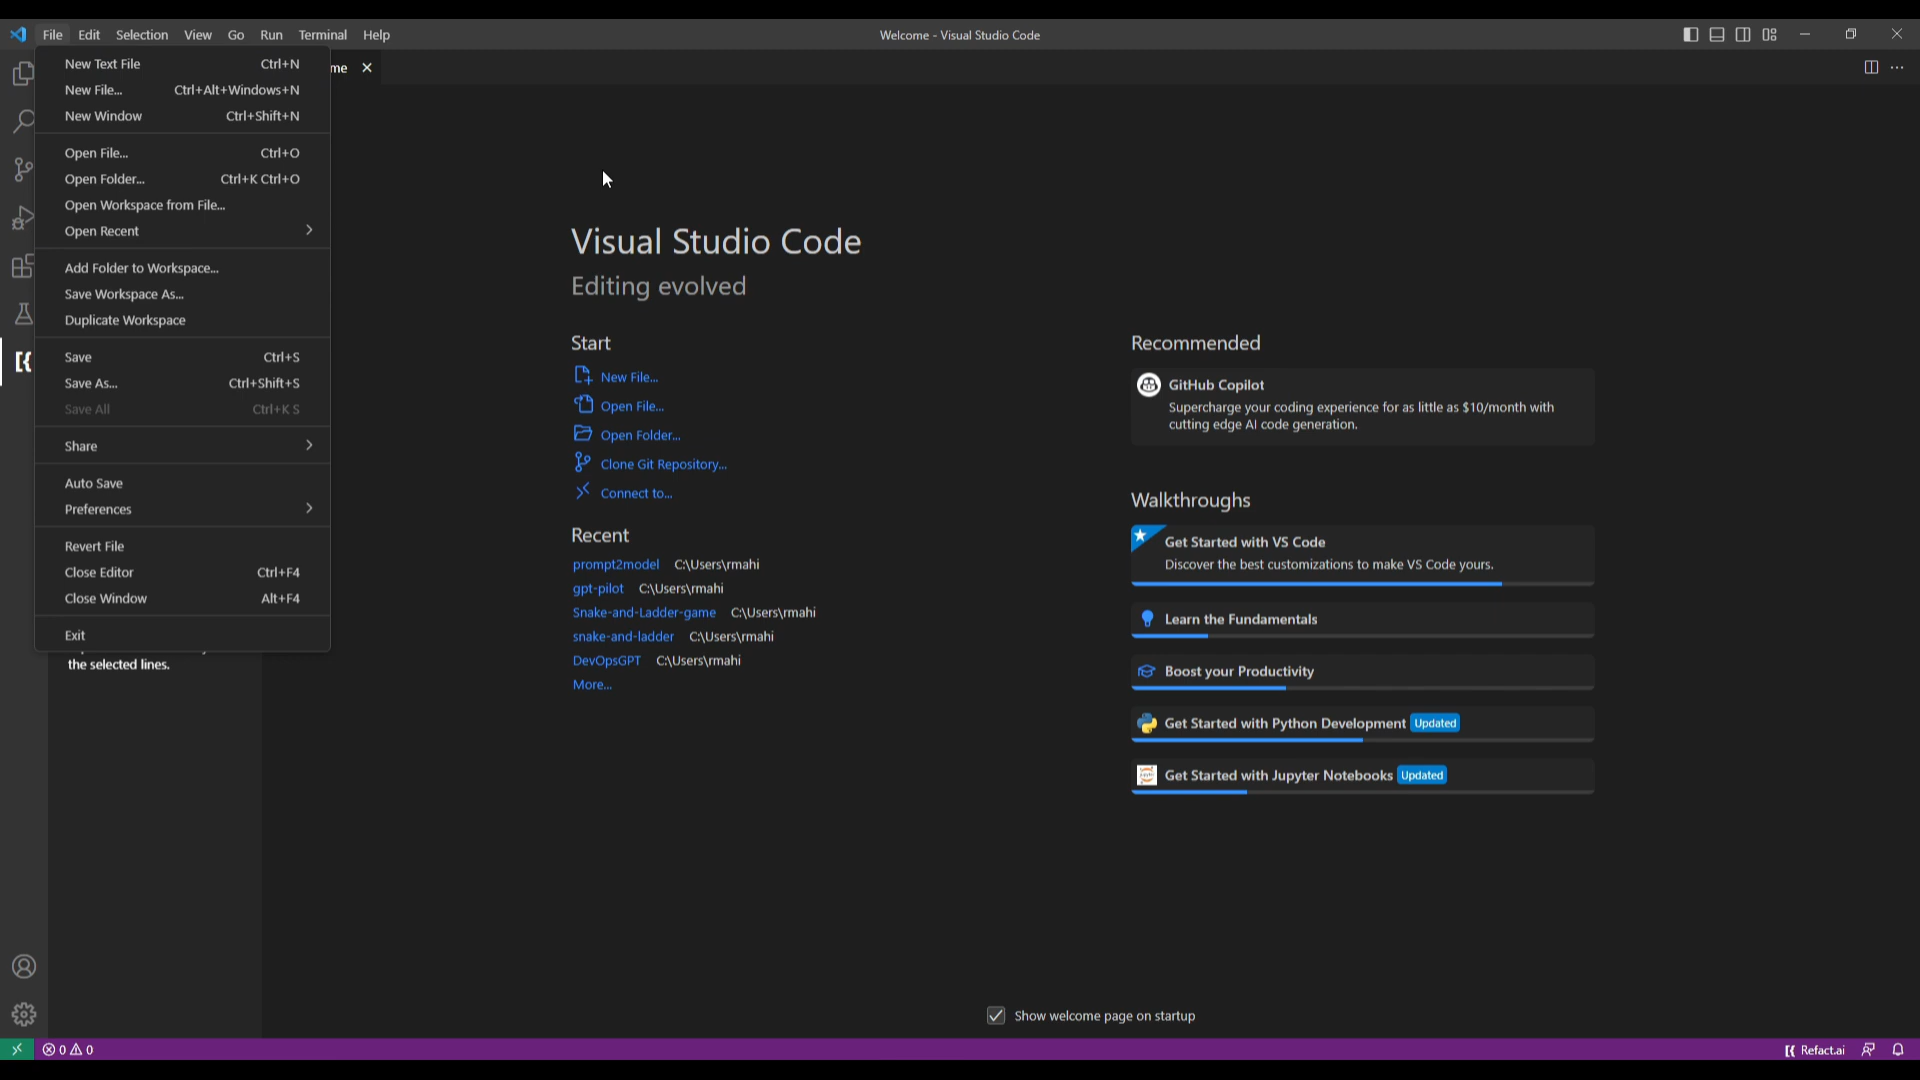 File Edit Selection View Go Run Terminal Help
Welcome - Visual Studio Code
me
New Text File Ctrl+N
New File... Ctrl+Alt+Windows+N
New Window Ctrl+Shift+N
Open File... Ctrl+O
Open Folder... Ctrl+K Ctrl+O
Open Workspace from File...
Open Recent
Add Folder to Workspace...
Save Workspace As...
Duplicate Workspace
Save Ctrl+S
Save As... Ctrl+Shift+S
Save All Ctrl+K S
Share
Auto Save
Preferences
Revert File
Close Editor Ctrl+F4
Close Window Alt+F4
Exit
the selected lines.
Visual Studio Code
Editing evolved
Start
New File...
Open File...
Open Folder...
Clone Git Repository...
Connect to...
Recent
prompt2model C:\Users\rmahi
gpt-pilot C:\Users\rmahi
Snake-and-Ladder-game C:\Users\rmahi
snake-and-ladder C:\Users\rmahi
DevOpsGPT C:\Users\rmahi
More...
Recommended
GitHub Copilot
Supercharge your coding experience for as little as $10/month with
cutting edge AI code generation.
Walkthroughs
Get Started with VS Code
Discover the best customizations to make VS Code yours.
Learn the Fundamentals
Boost your Productivity
Get Started with Python Development Updated
Get Started with Jupyter Notebooks Updated
Show welcome page on startup
0 0
Refact.ai